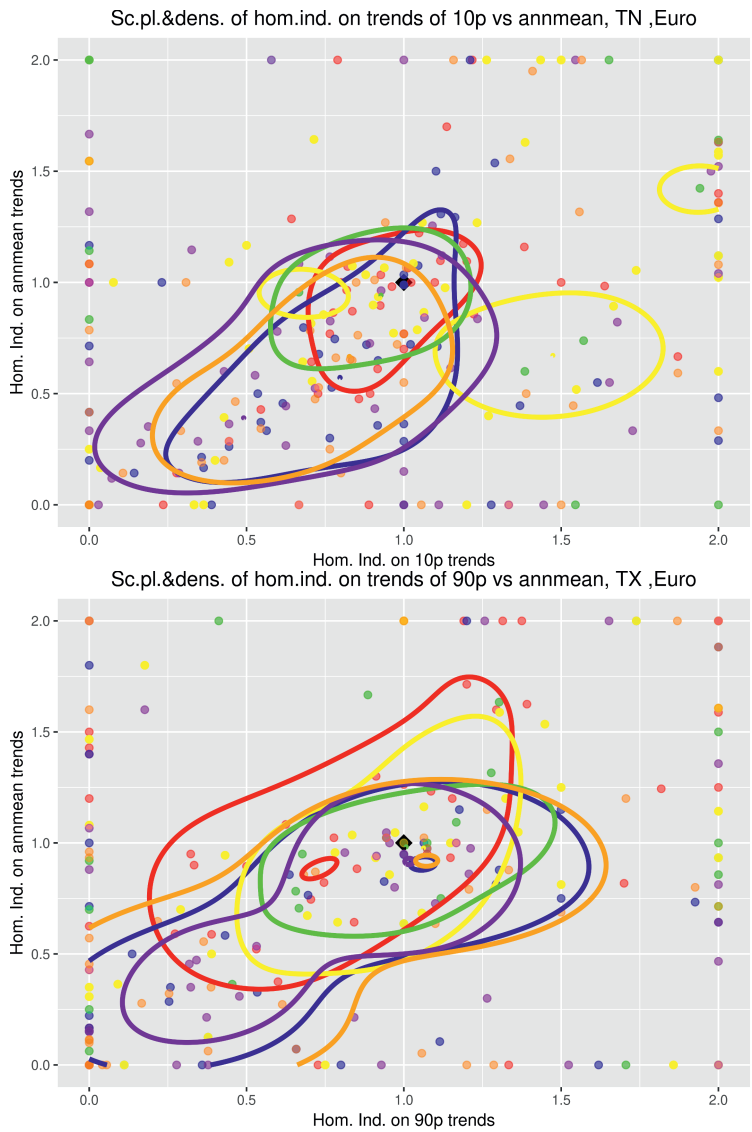 Sc.pl.&dens. of hom.ind. on trends of 10p vs annmean, TN ,Euro
Hom. Ind. on annmean trends
2.0
1.5
1.0
0.5
0.0
0.0 0.5 1.0 1.5 2.0
Hom. Ind. on 10p trends
Sc.pl.&dens. of hom.ind. on trends of 90p vs annmean, TX ,Euro
Hom. Ind. on annmean trends
2.0
1.5
1.0
0.5
0.0
0.0 0.5 1.0 1.5 2.0
Hom. Ind. on 90p trends